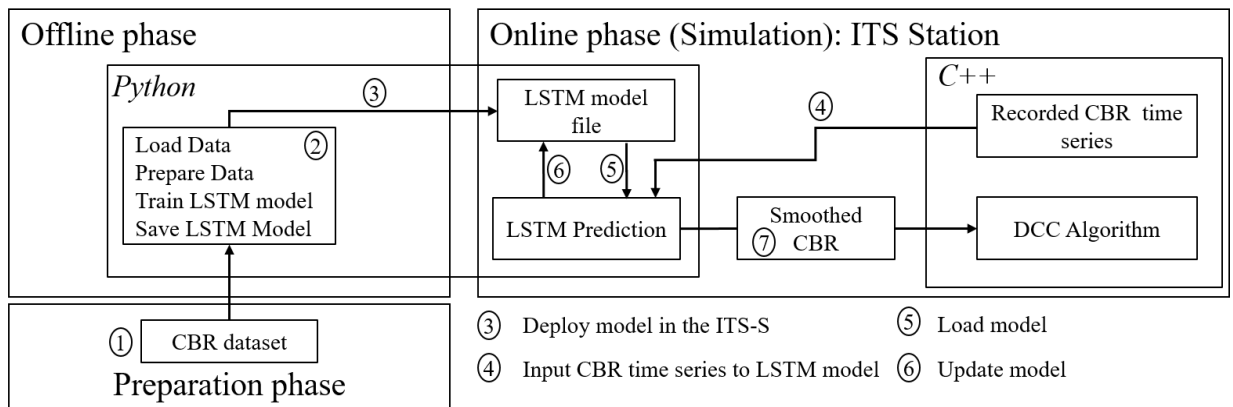 Offline phase
Online phase (Simulation): ITS Station
Python
C++
③
LSTM model
file
④
Recorded CBR time
series
Load Data
②
Prepare Data
Train LSTM model
Save LSTM Model
⑥
⑤
LSTM Prediction
Smoothed
⑦ CBR
DCC Algorithm
① CBR dataset
Preparation phase
③ Deploy model in the ITS-S
⑤ Load model
④ Input CBR time series to LSTM model
⑥ Update model